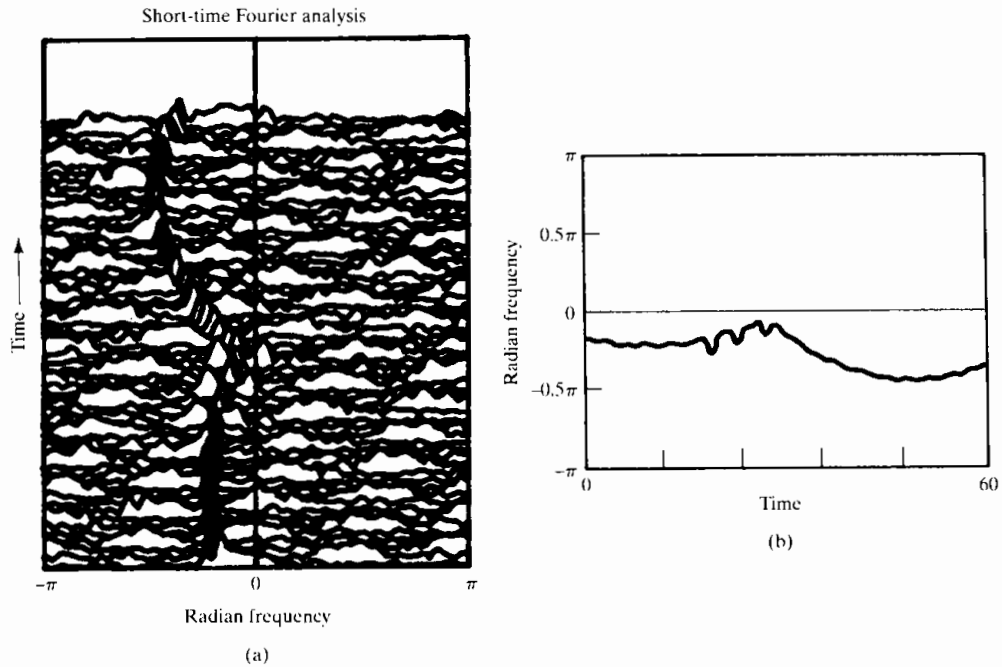 Short-time Fourier analysis
Time
−π 0 π
Radian frequency
(a)
Radian frequency
π
0.5π
0
−0.5π
−π
0 60
Time
(b)